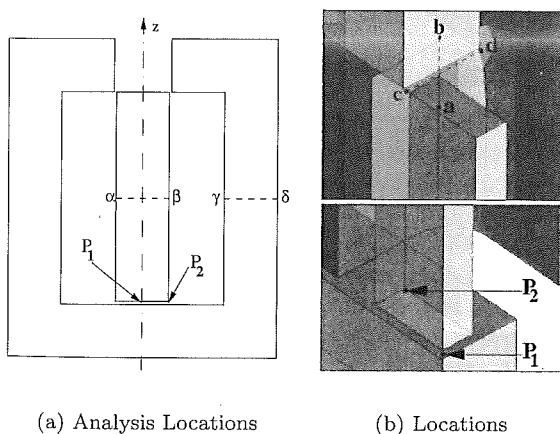 z
α
β
γ
δ
P1
P2
(a) Analysis Locations
b
d
c
a
P2
P1
(b) Locations